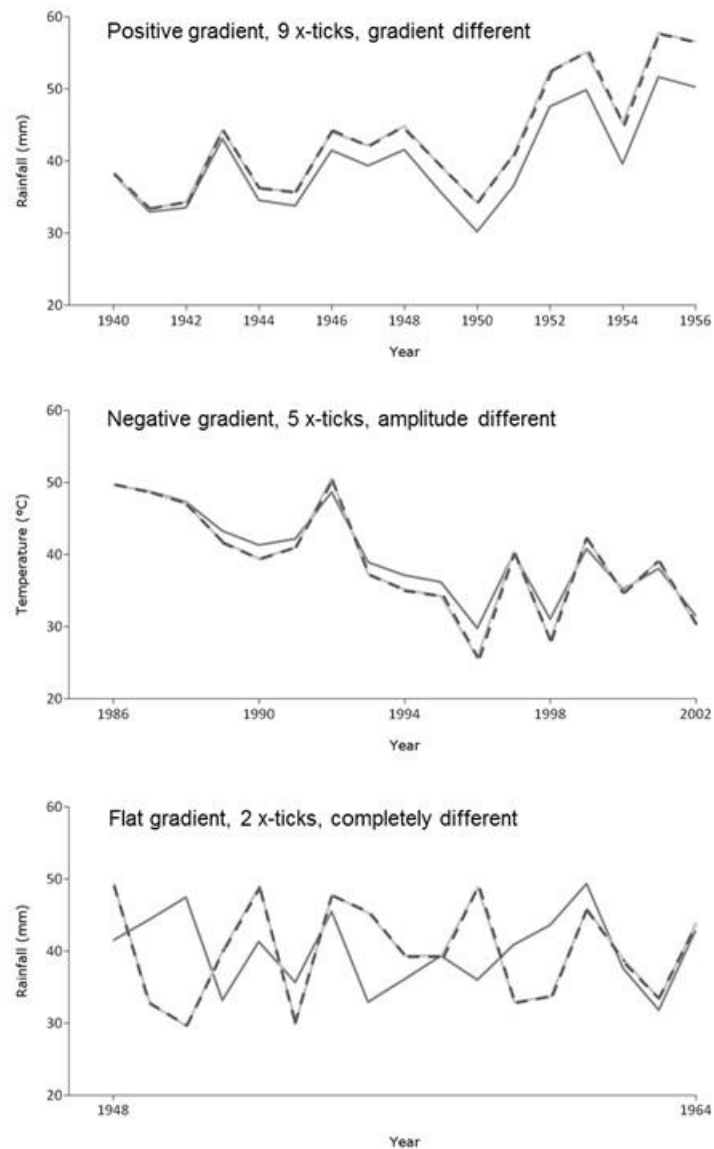 Positive gradient, 9 x-ticks, gradient different
60
50
40
30
20
Rainfall (mm)
1940 1942 1944 1946 1948 1950 1952 1954 1956
Year
Negative gradient, 5 x-ticks, amplitude different
60
50
40
30
20
Temperature (ºC)
1986 1990 1994 1998 2002
Year
Flat gradient, 2 x-ticks, completely different
60
50
40
30
20
Rainfall (mm)
1948 1964
Year